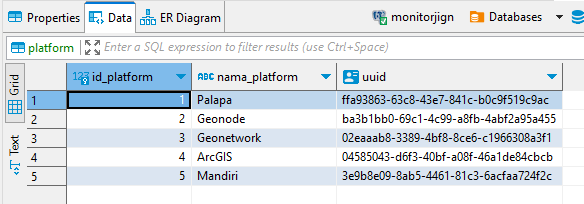 Properties Data ER Diagram monitorjign Databases
platform Enter a SQL expression to filter results (use Ctrl+Space)
Grid
Text
123 id_platform ABC nama_platform uuid
1 1 Palapa ffa93863-63c8-43e7-841c-b0c9f519c9ac
2 2 Geonode ba3b1bb0-69c1-4c99-a8fb-4abf2a95a455
3 3 Geonetwork 02eaaab8-3389-4bf8-8ce6-c1966308a3f1
4 4 ArcGIS 04585043-d6f3-40bf-a08f-46a1de84cbcb
5 5 Mandiri 3e9b8e09-8ab5-4461-81c3-6acfaa724f2c